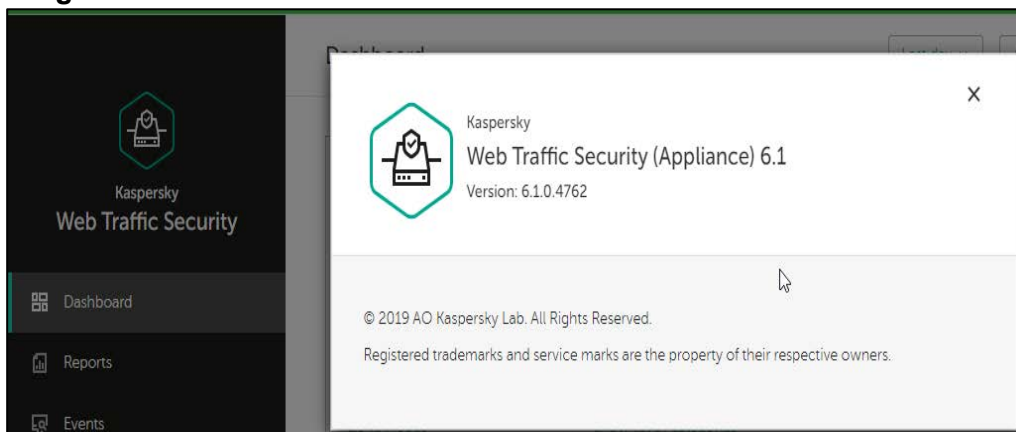 Dashboard
Kaspersky
Web Traffic Security
Dashboard
Reports
Events
Kaspersky
Web Traffic Security (Appliance) 6.1
Version: 6.1.0.4762
© 2019 AO Kaspersky Lab. All Rights Reserved.
Registered trademarks and service marks are the property of their respective owners.